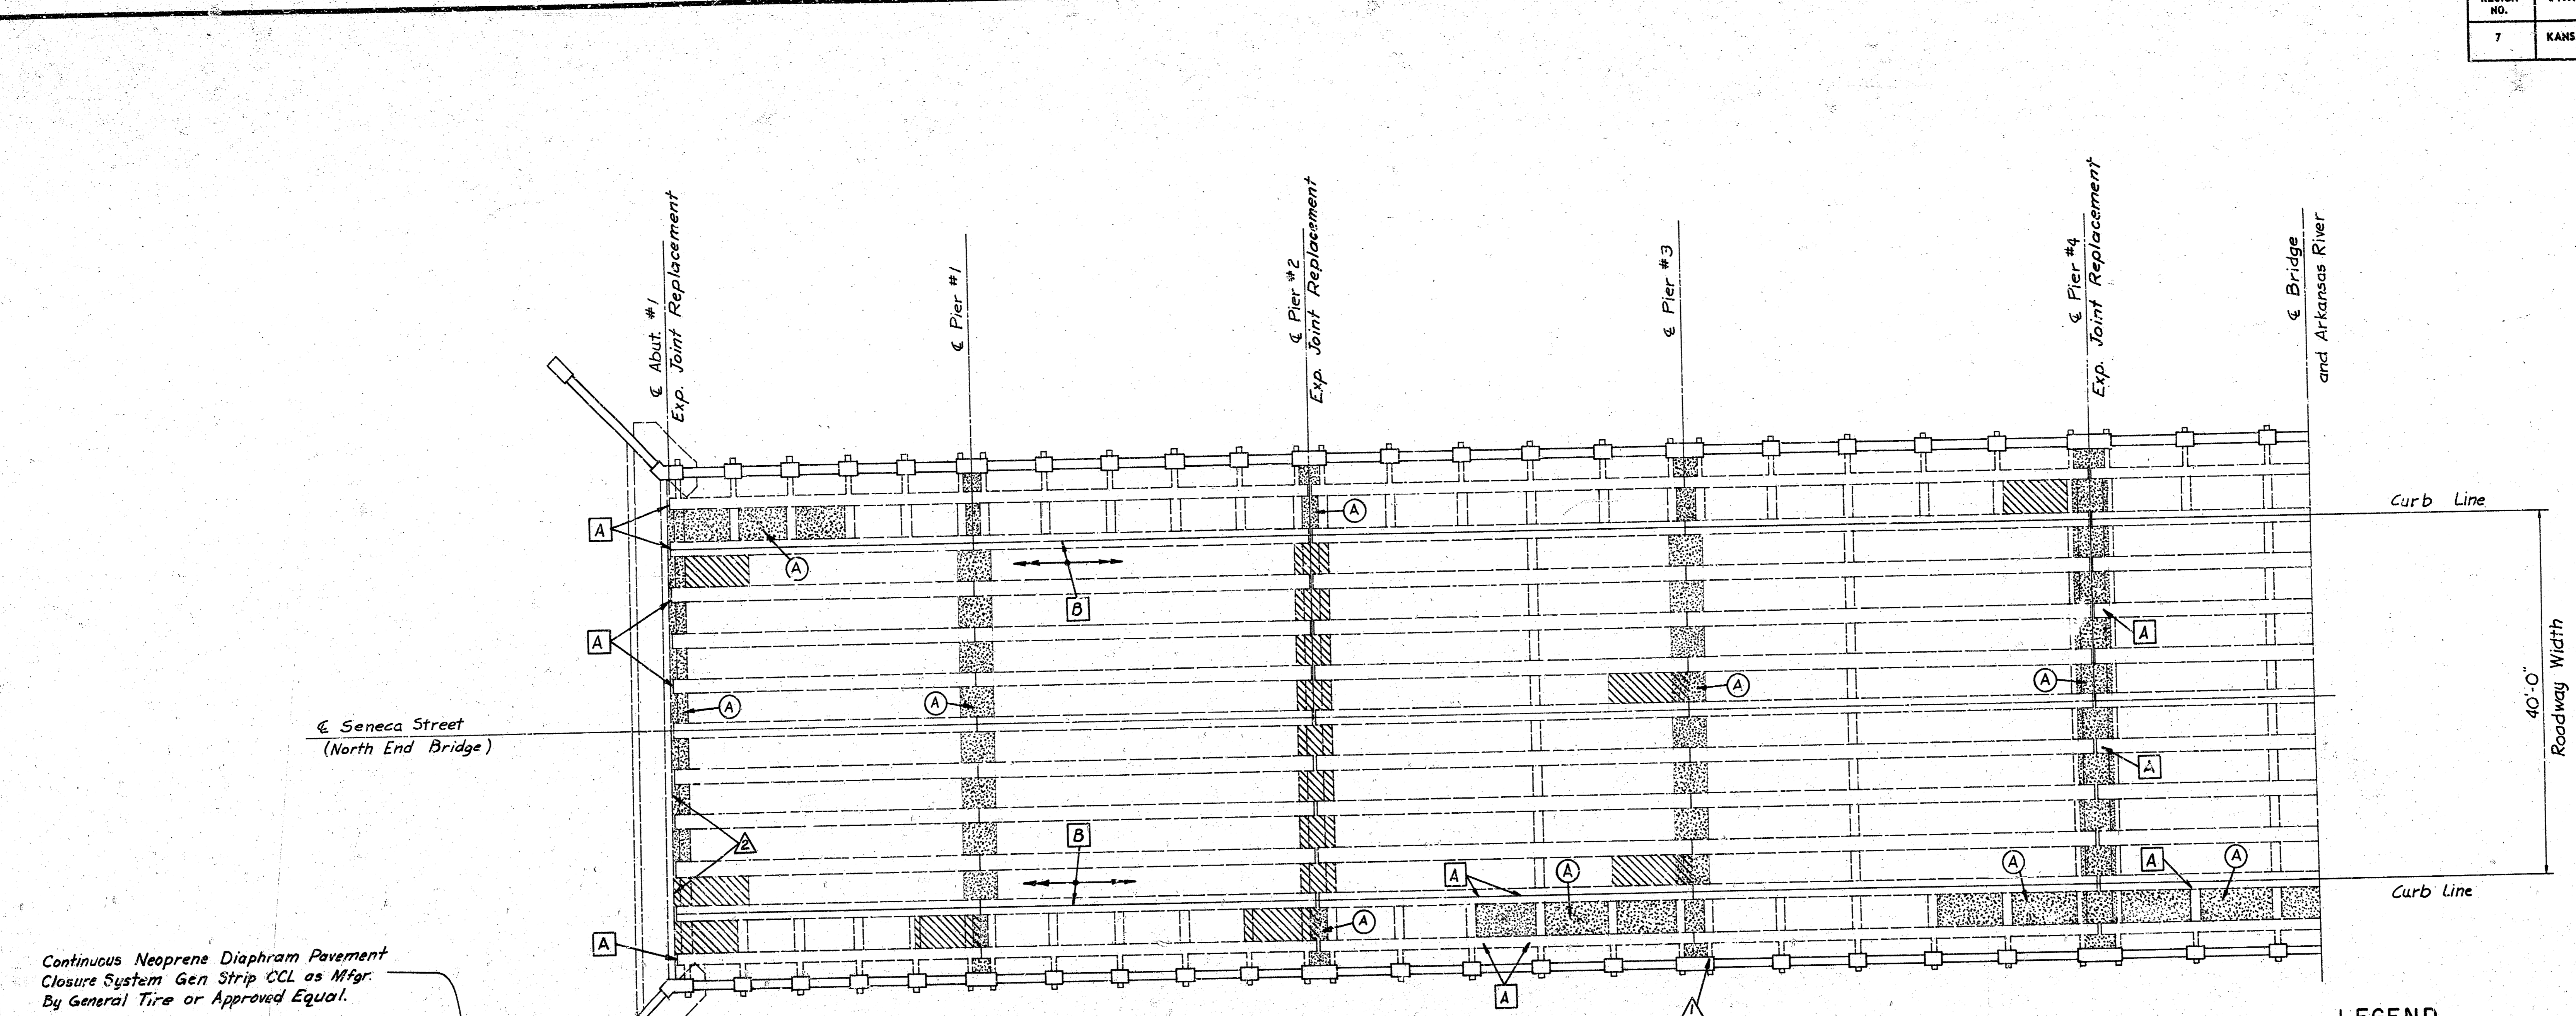 NO.
7 KANS
℄ Abut. #1
Exp. Joint Replacement
℄ Pier #1
℄ Pier #2
Exp. Joint Replacement
℄ Pier #3
℄ Pier #4
Exp. Joint Replacement
℄ Bridge
and Arkansas River
Curb Line
A
A
A
B
A
A
A
A
A
A
A
40'-0"
Roadway Width
℄ Seneca Street
(North End Bridge)
A
2
B
A
A
A
A
A
Curb Line
A
A
A
1
Continuous Neoprene Diaphram Pavement
Closure System Gen Strip CCL as Mfgr.
By General Tire or Approved Equal.
LEGEND